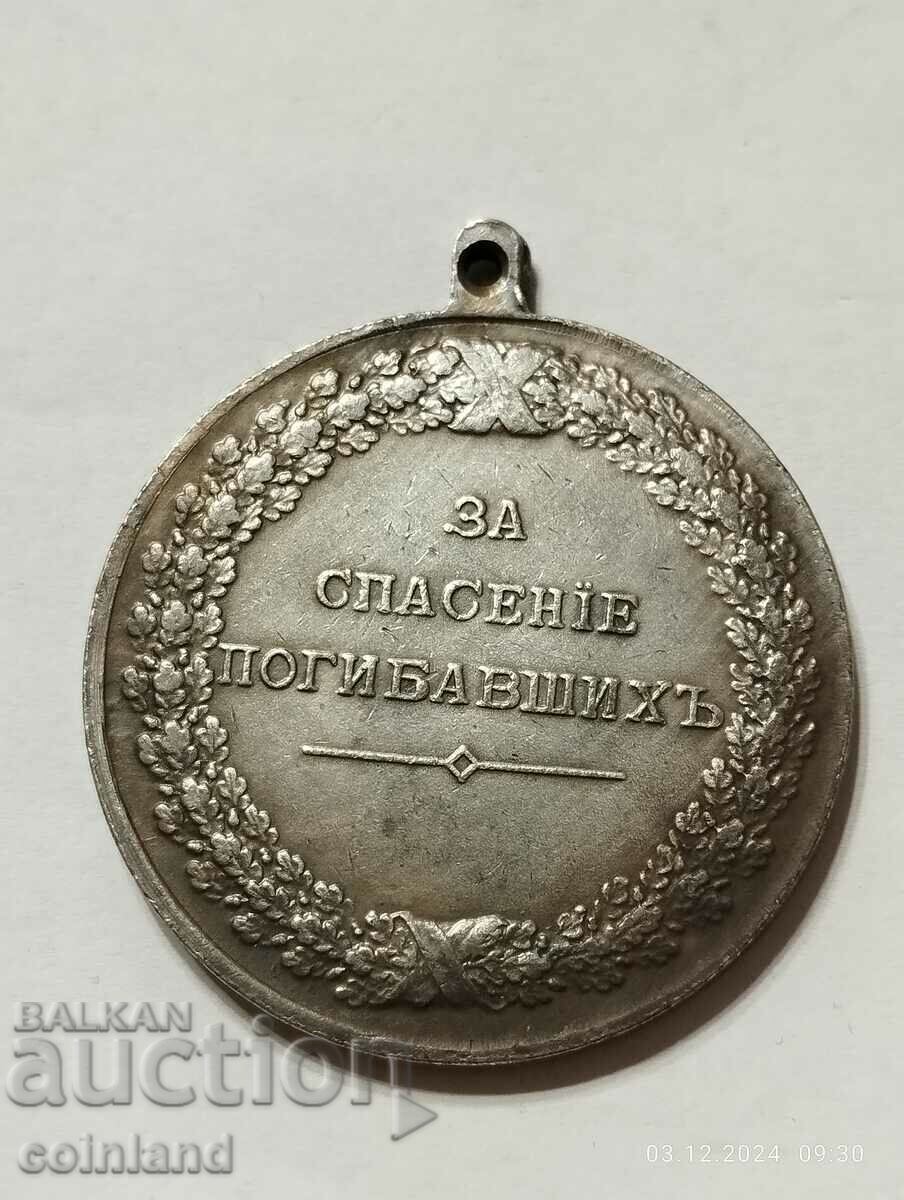 ЗА
СПАСЕНІЕ
ПОГИБАВШИХЪ
BALKAN
auction
coinland
03.12.2024 09:30